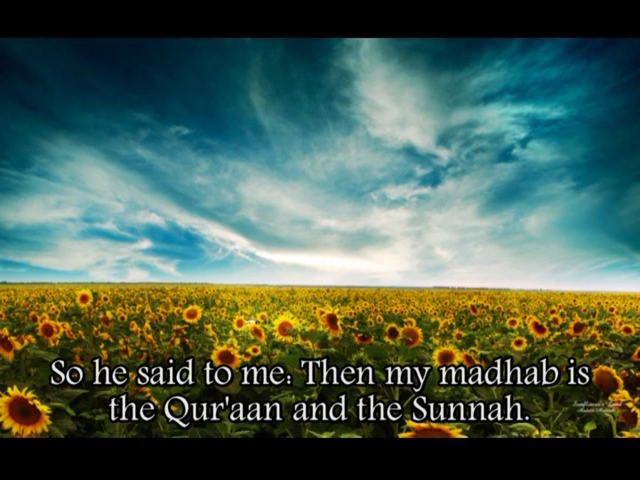 So he said to me: Then my madhab is
the Qur'aan and the Sunnah.